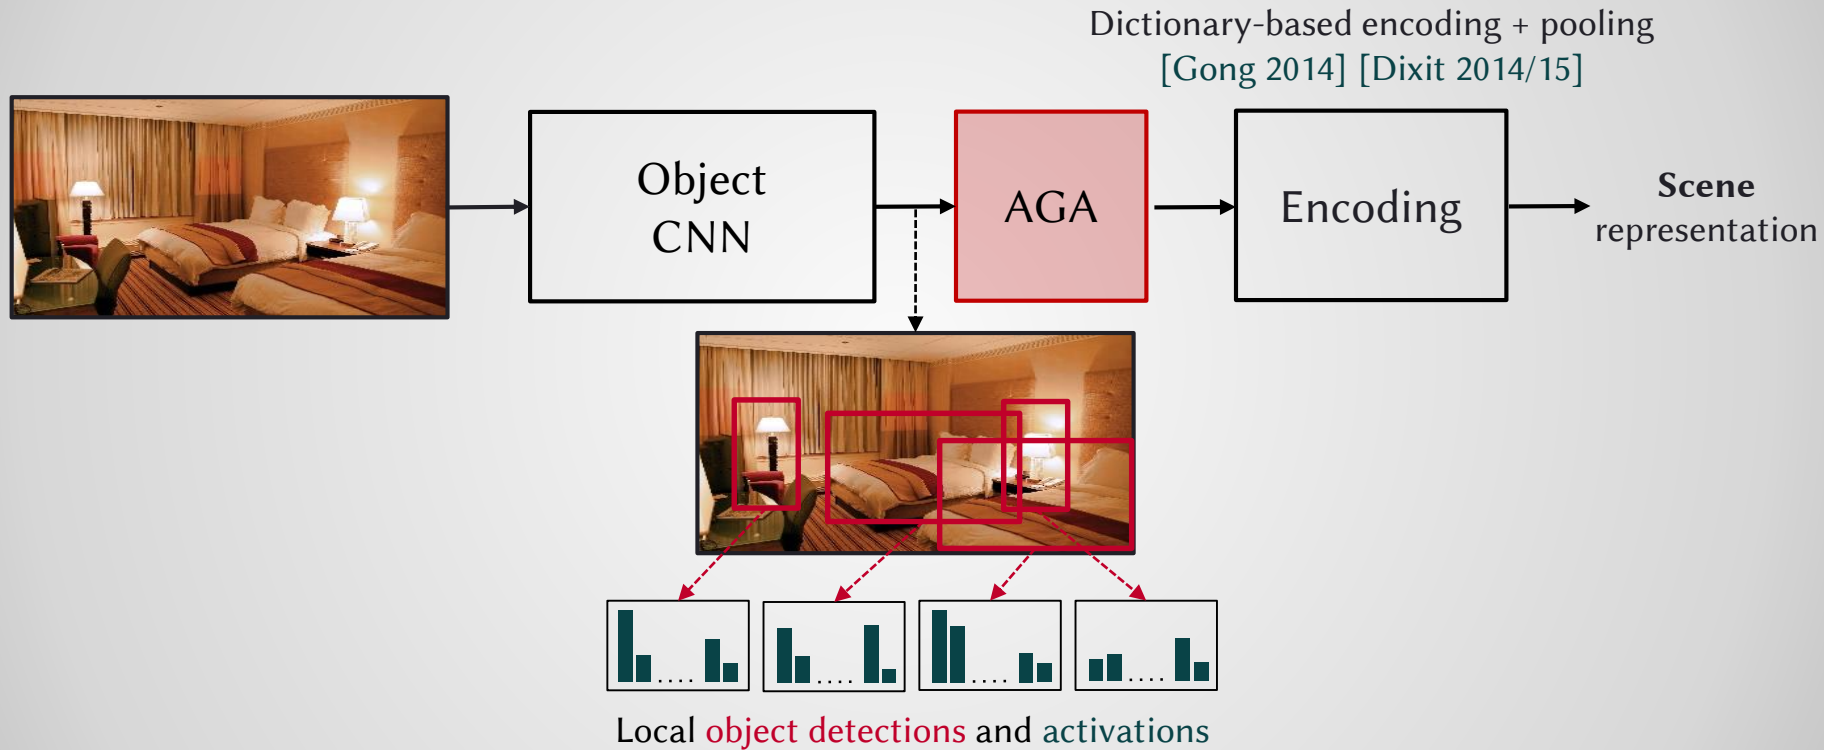 Dictionary-based encoding + pooling
[Gong 2014] [Dixit 2014/15]
Object
CNN
AGA
Encoding
Scene
representation
....
....
....
....
Local object detections and activations